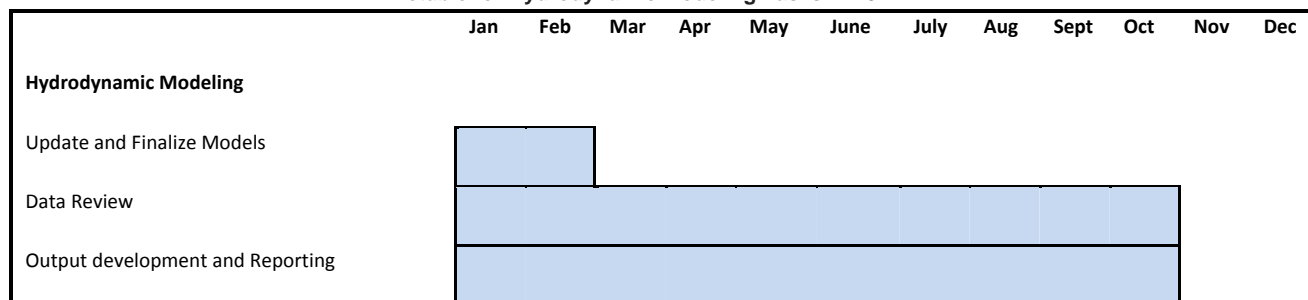 Jan Feb Mar Apr May June July Aug Sept Oct Nov Dec
Hydrodynamic Modeling
Update and Finalize Models
Data Review
Output development and Reporting